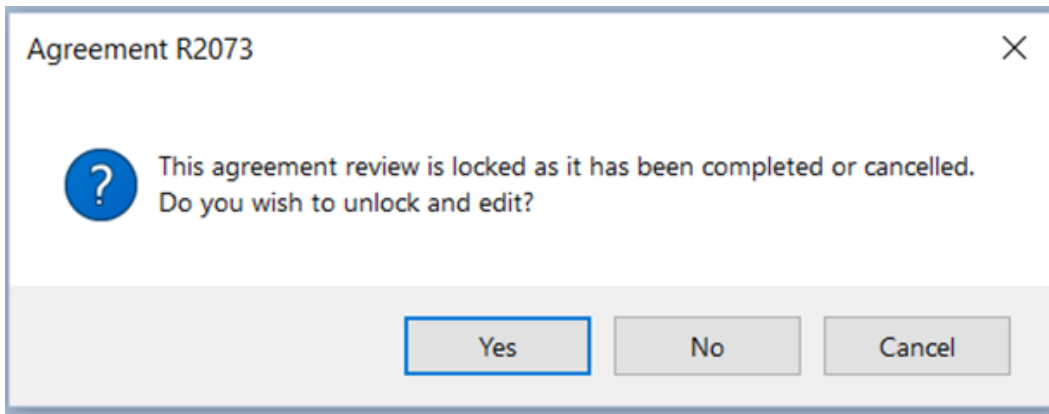 Agreement R2073
This agreement review is locked as it has been completed or cancelled.
Do you wish to unlock and edit?
Yes
No
Cancel